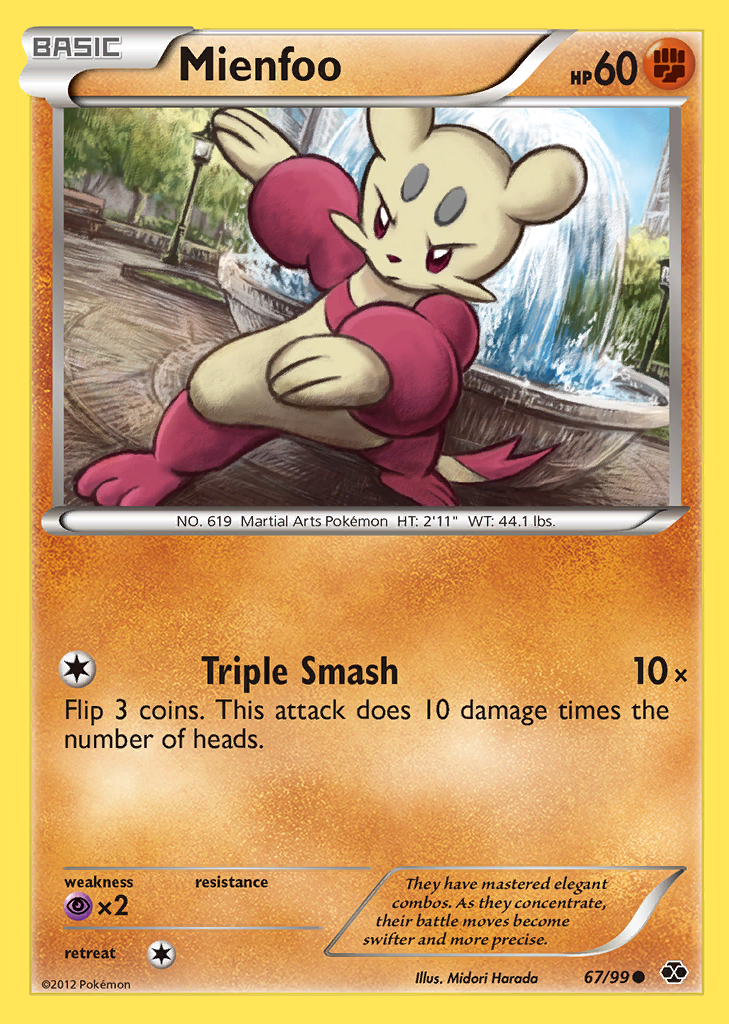 BASIC
Mienfoo
HP60
NO. 619 Martial Arts Pokémon HT: 2'11" WT: 44.1 lbs.
Triple Smash 10×
Flip 3 coins. This attack does 10 damage times the
number of heads.
weakness resistance
×2
retreat
They have mastered elegant
combos. As they concentrate,
their battle moves become
swifter and more precise.
©2012 Pokémon
Illus. Midori Harada
67/99